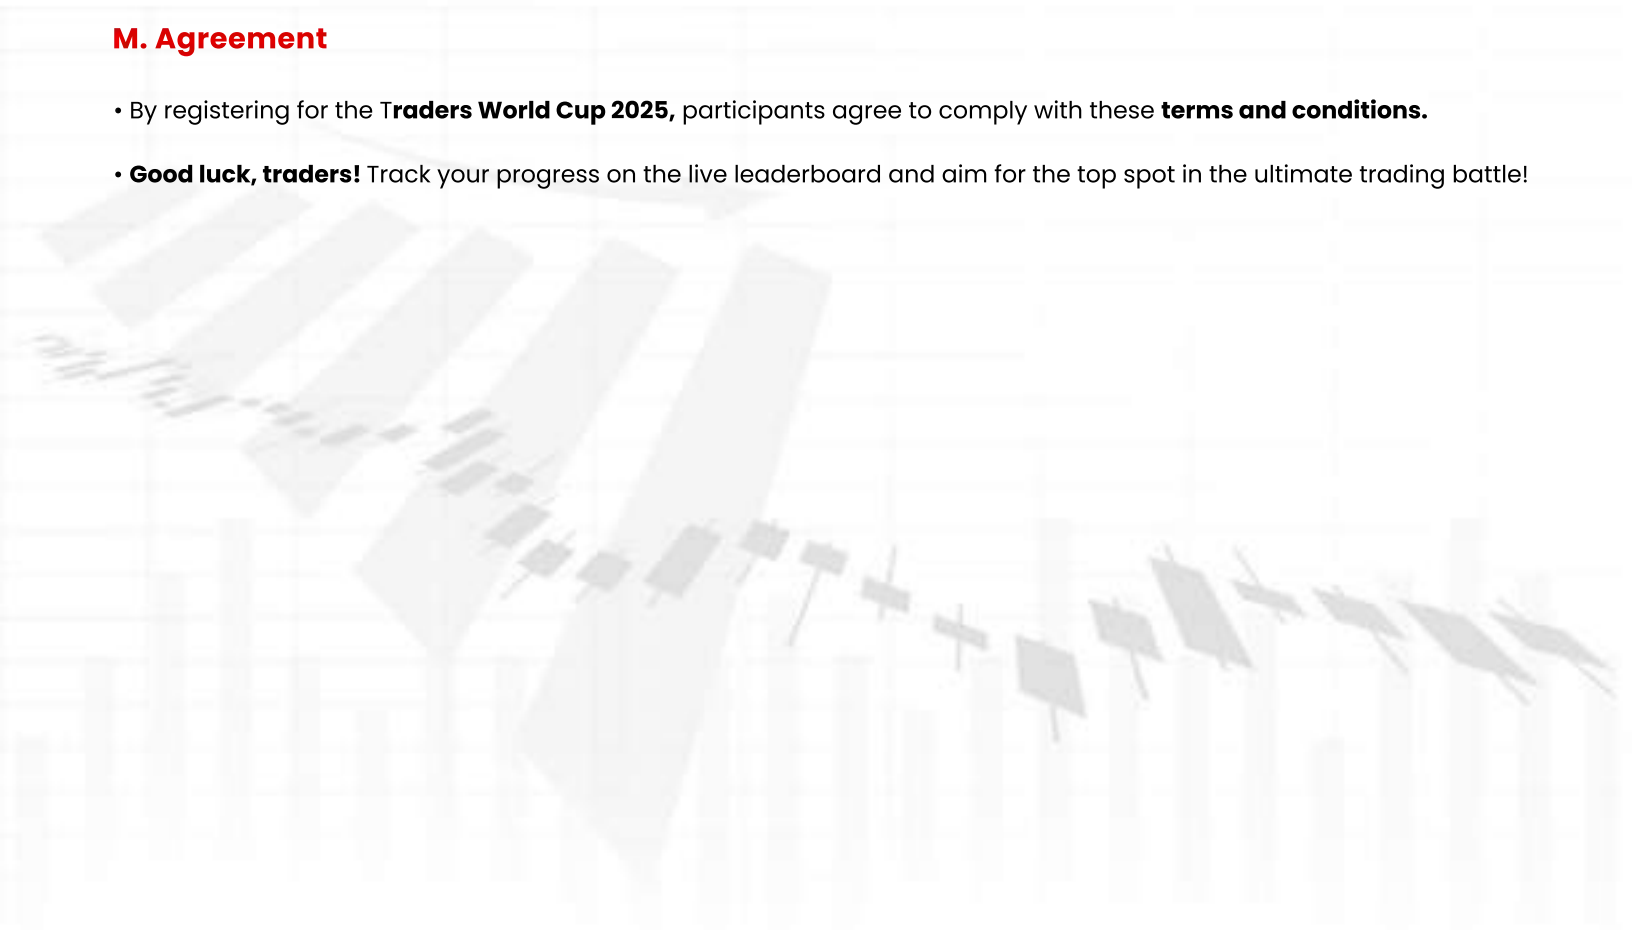 M. Agreement
• By registering for the Traders World Cup 2025, participants agree to comply with these terms and conditions.
• Good luck, traders! Track your progress on the live leaderboard and aim for the top spot in the ultimate trading battle!